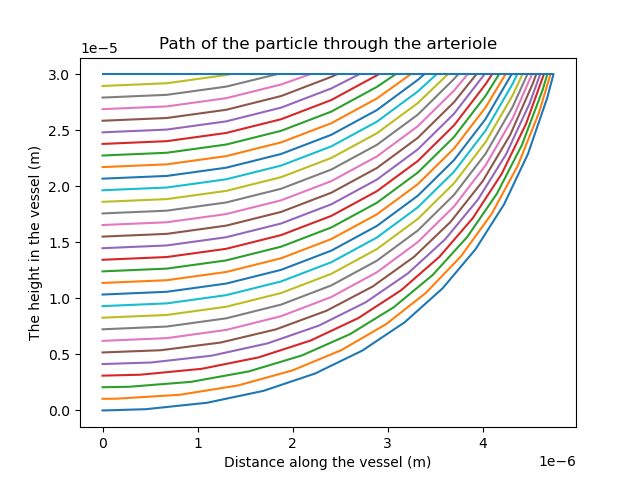 Path of the particle through the arteriole
1e−5
3.0
2.5
2.0
1.5
1.0
0.5
0.0
The height in the vessel (m)
0 1 2 3 4
Distance along the vessel (m)
1e−6